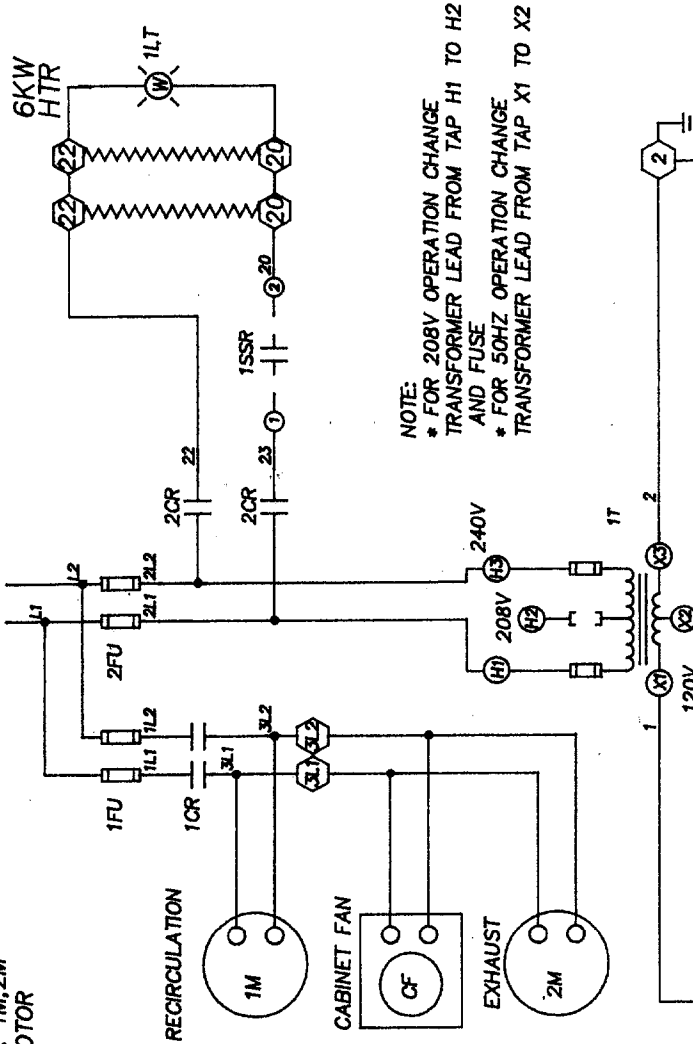 1M, 2M
OTOR
6KW
HTR
1LT
W
22
22
20
20
20
2
1SSR
1
22
23
2CR
2CR
L1
L2
2L2
2L1
2FU
1L2
1L1
1FU
1CR
3L1
3L2
3L1
3L2
RECIRCULATION
1M
CABINET FAN
CF
EXHAUST
2M
NOTE:
* FOR 208V OPERATION CHANGE
TRANSFORMER LEAD FROM TAP H1 TO H2
AND FUSE
* FOR 50HZ OPERATION CHANGE
TRANSFORMER LEAD FROM TAP X1 TO X2
240V
H3
208V
H2
H1
1T
X3
X2
X1
120V
1
2
2